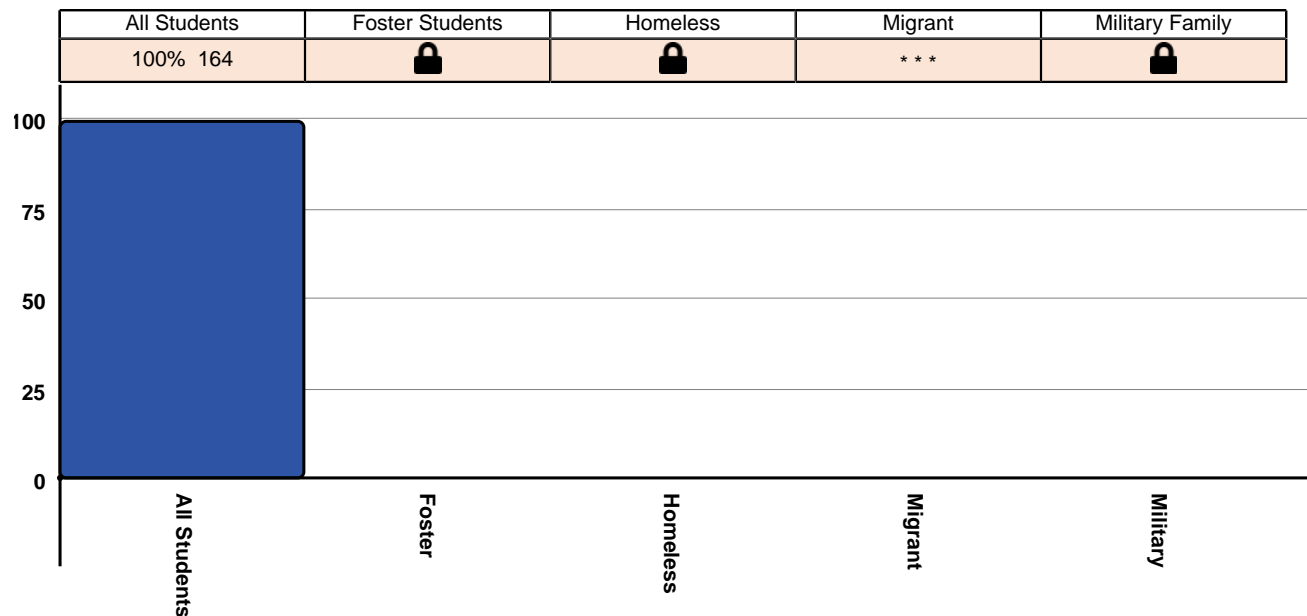 All Students Foster Students Homeless Migrant Military Family
100% 164 * * *
100
75
50
25
0
All Students Foster Homeless Migrant Military